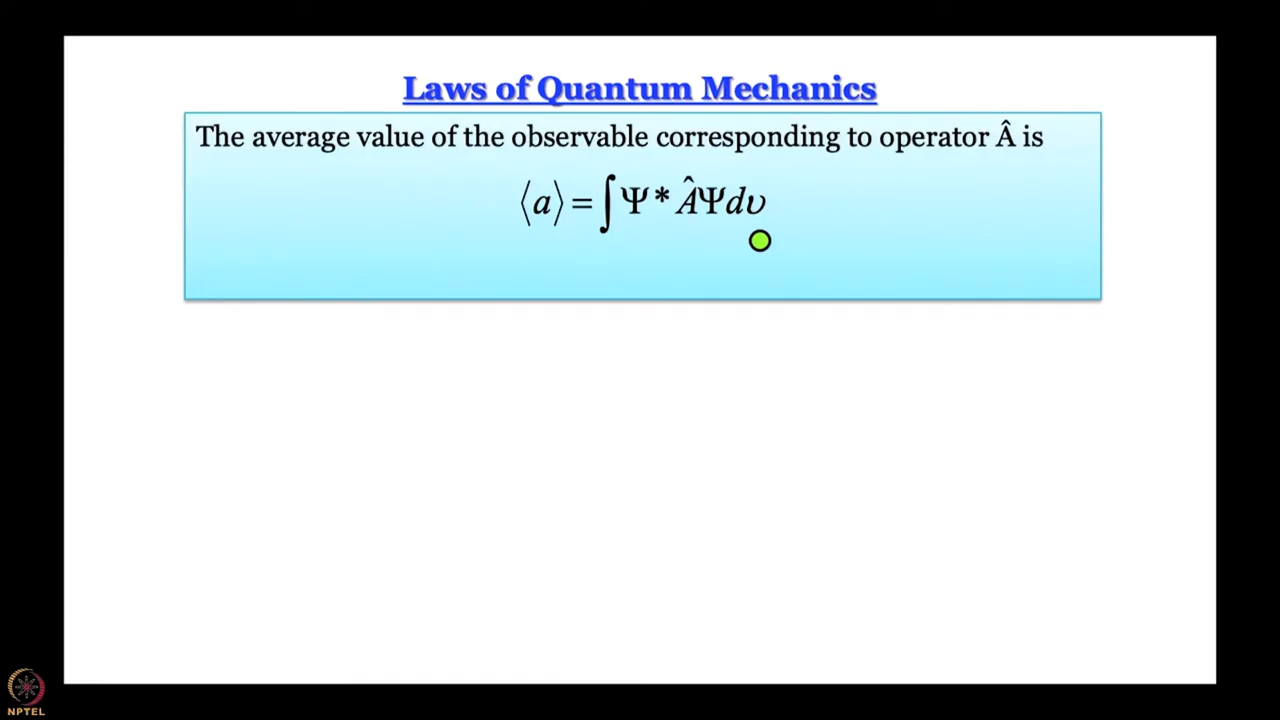 Laws of Quantum Mechanics
The average value of the observable corresponding to operator Â is
⟨a⟩ = ∫Ψ * ÂΨdυ
NPTEL